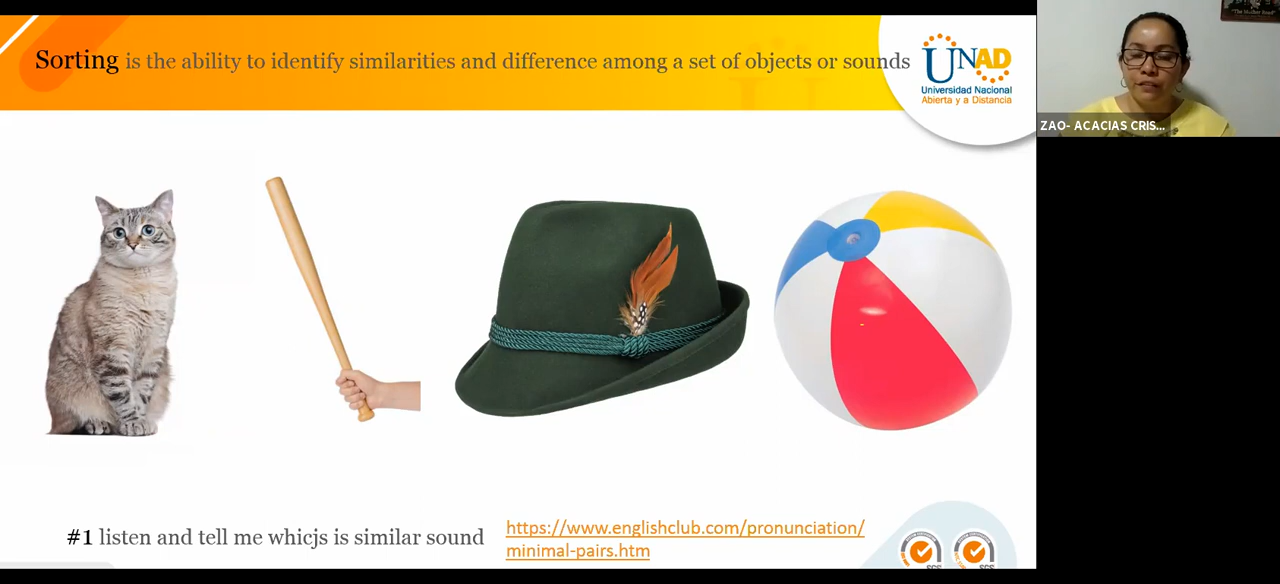 Sorting is the ability to identify similarities and difference among a set of objects or sounds
UNAD
Universidad Nacional
Abierta y a Distancia
ZAO- ACACIAS CRIS...
#1 listen and tell me whicjs is similar sound
https://www.englishclub.com/pronunciation/
minimal-pairs.htm
SGS
SGS